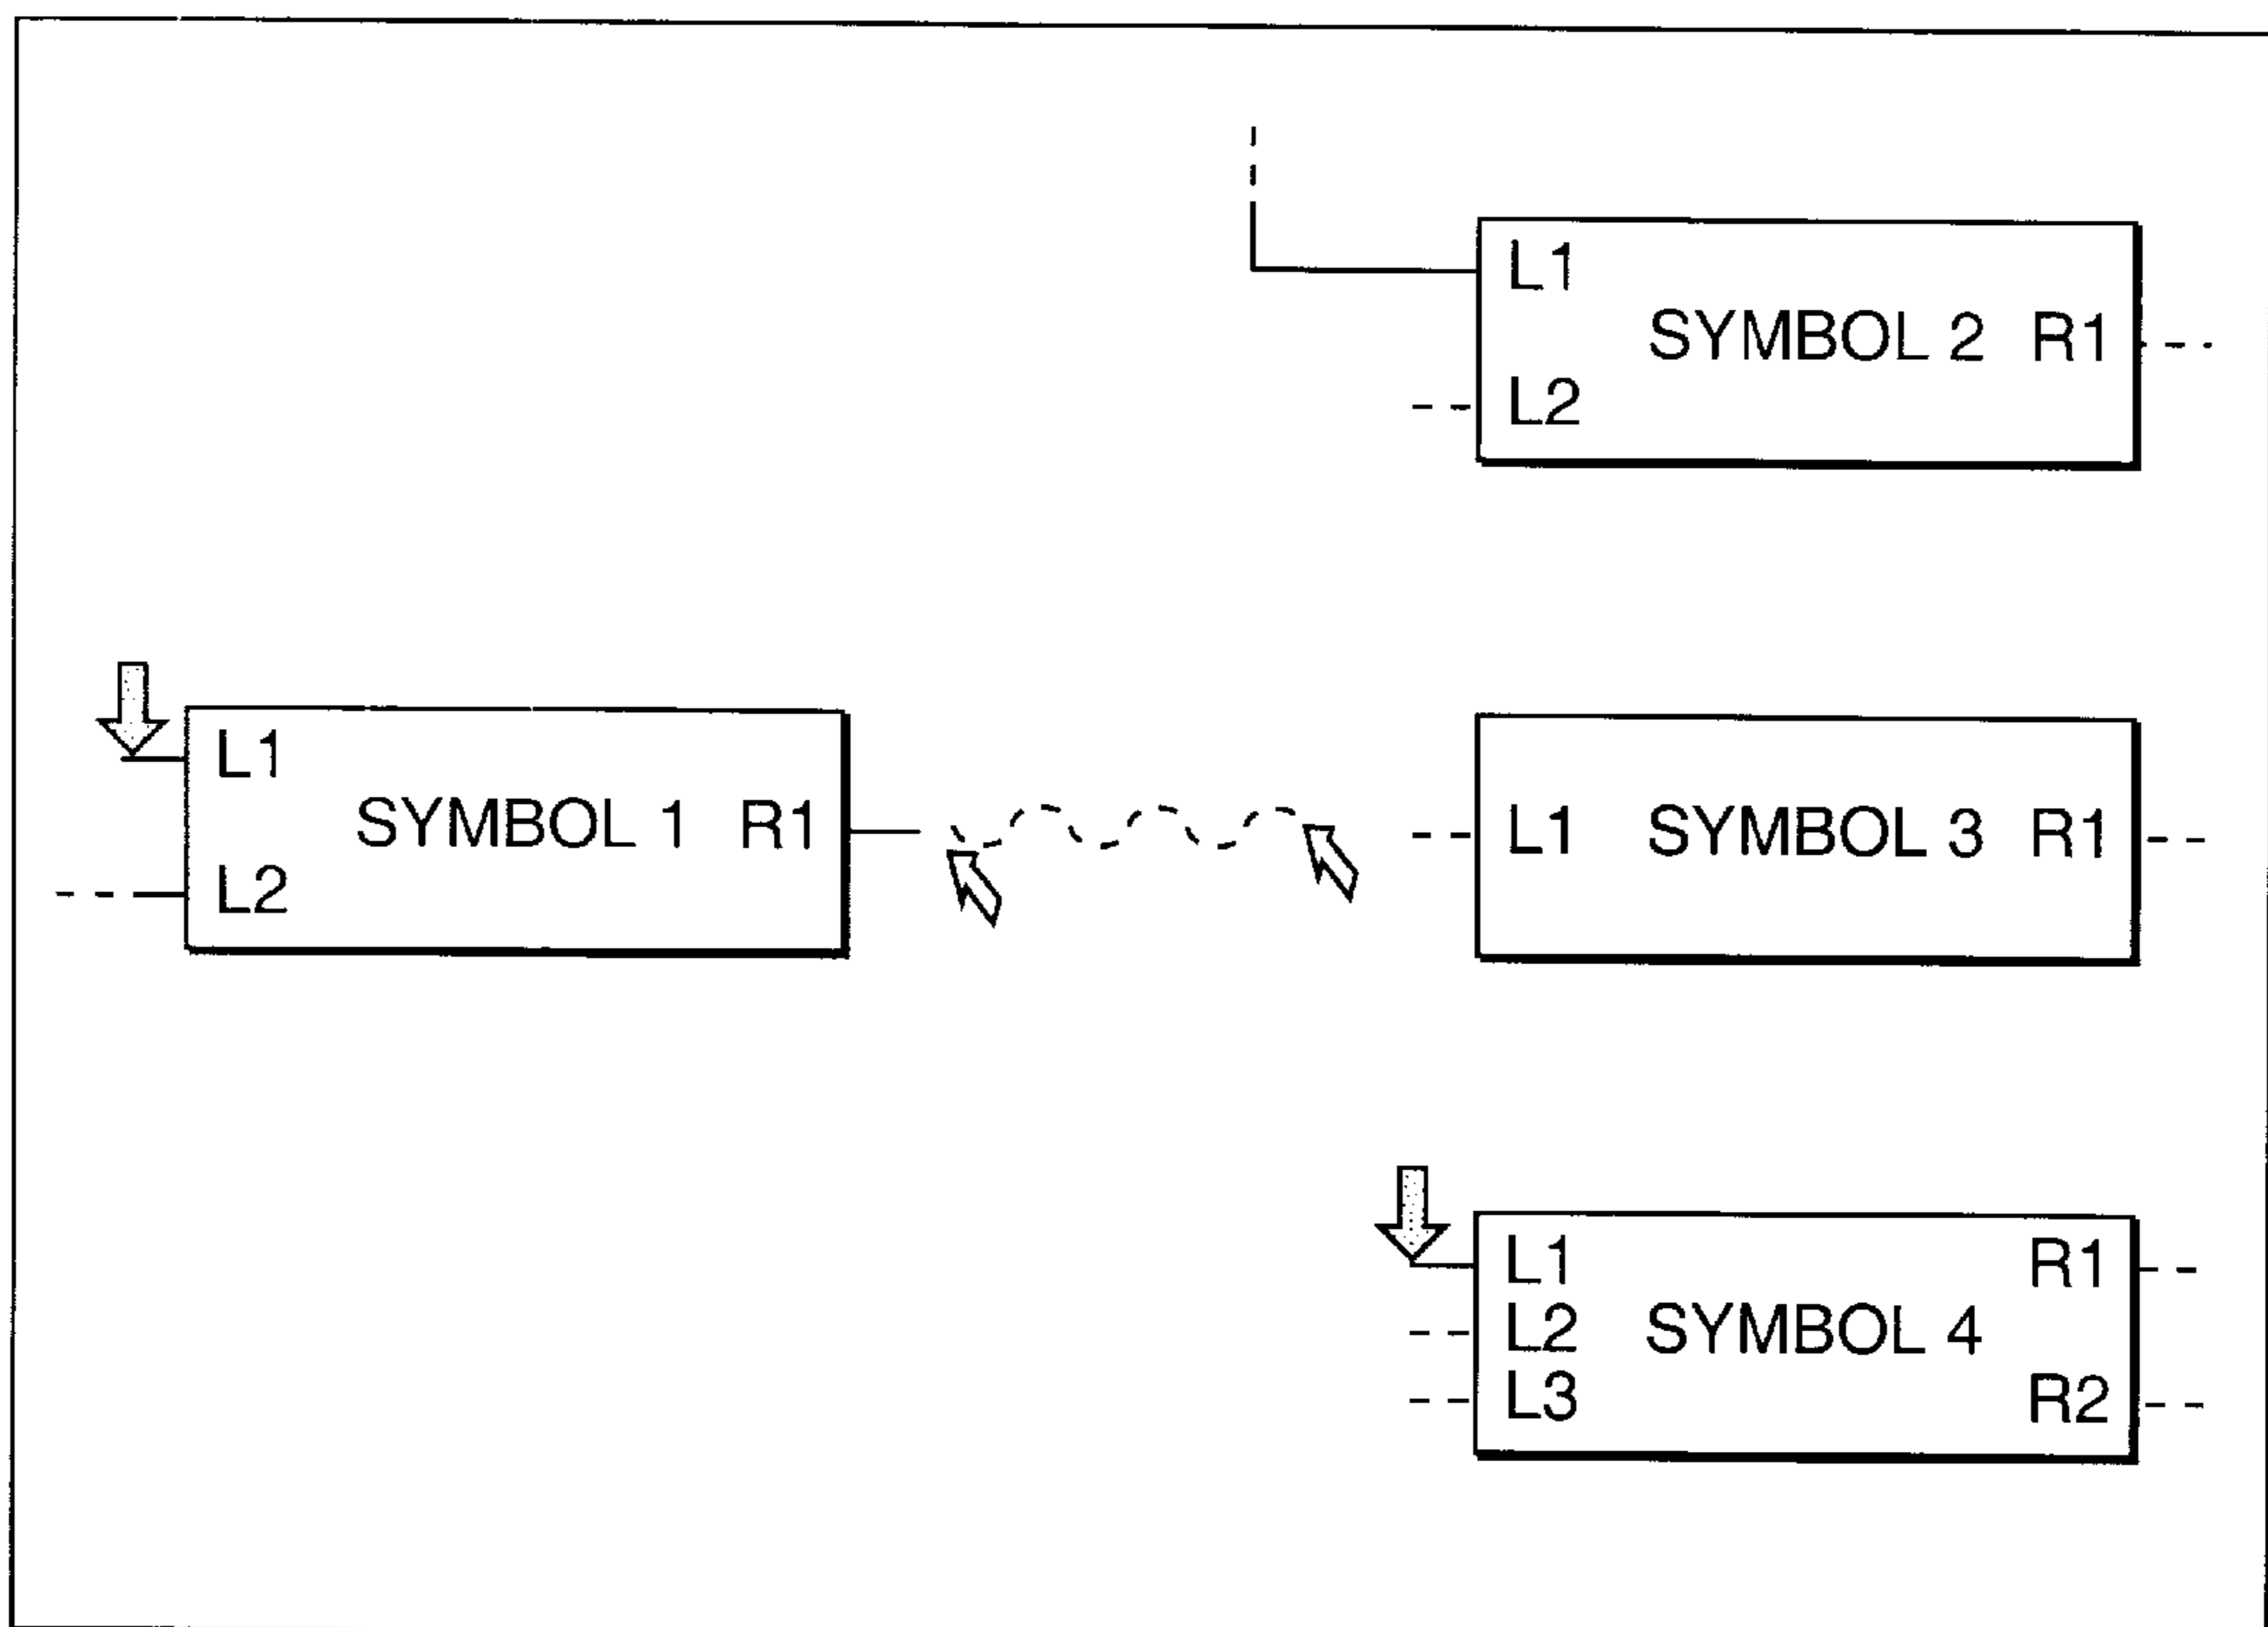 L1
SYMBOL 2 R1
L2
L1
SYMBOL 1 R1
L2
L1 SYMBOL 3 R1
L1 R1
L2 SYMBOL 4
L3 R2